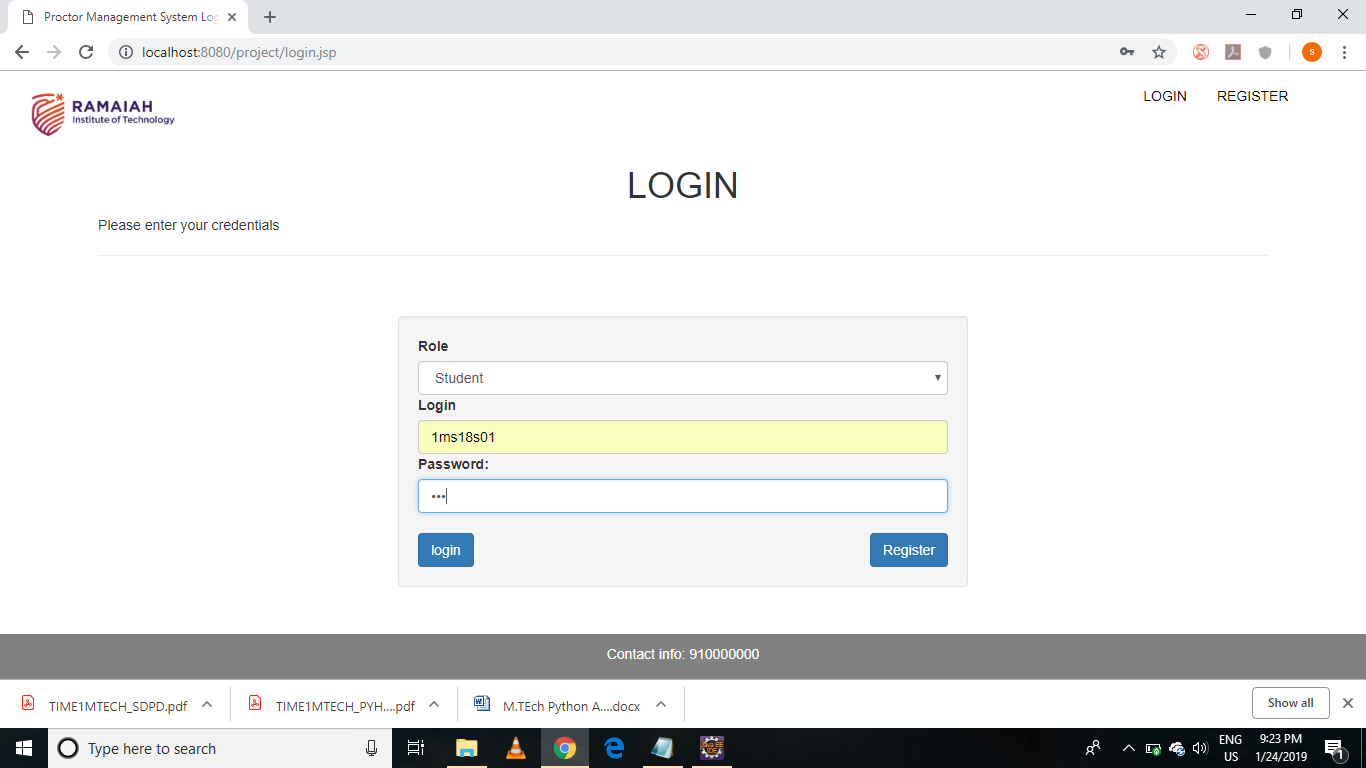 Proctor Management System Log
localhost:8080/project/login.jsp
S
RAMAIAH
Institute of Technology
LOGIN REGISTER
LOGIN
Please enter your credentials
Role
Student
Login
1ms18s01
Password:
•••
login Register
Contact info: 910000000
TIME1MTECH_SDPD.pdf TIME1MTECH_PYH....pdf M.TEch Python A....docx Show all
Type here to search
ENG
US
9:23 PM
1/24/2019
1